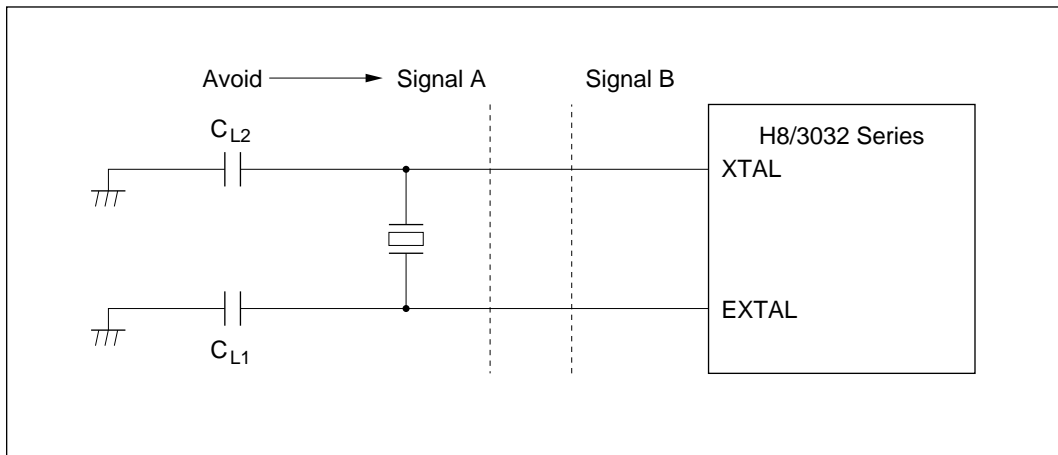 Avoid
Signal A
Signal B
CL2
H8/3032 Series
XTAL
EXTAL
CL1